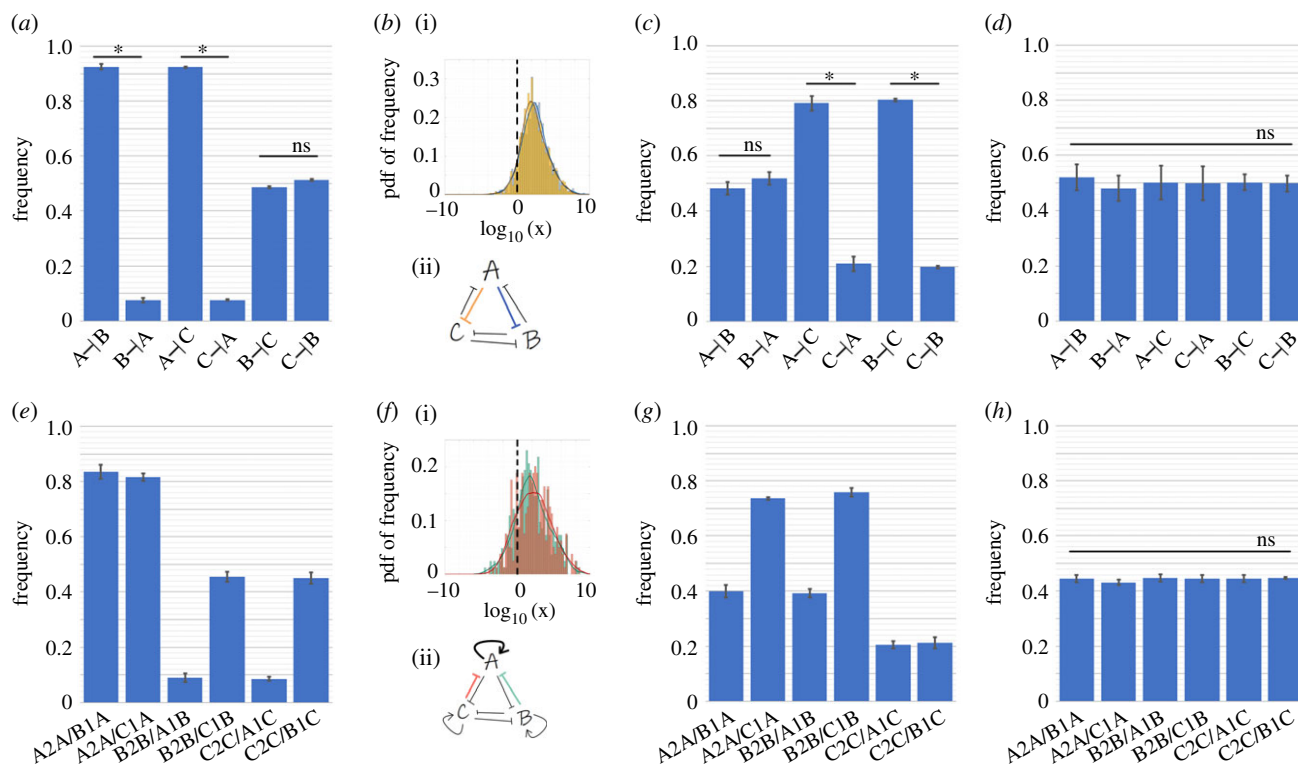 (a)
1.0
0.8
0.6
0.4
0.2
0
frequency
* *
ns
A⊣B
B⊣A
A⊣C
C⊣A
B⊣C
C⊣B
(b) (i)
0.3
0.2
0.1
0
pdf of frequency
−10 0 10
log10 (x)
(ii)
A
C B
(c)
1.0
0.8
0.6
0.4
0.2
0
frequency
ns * *
A⊣B
B⊣A
A⊣C
C⊣A
B⊣C
C⊣B
(d)
1.0
0.8
0.6
0.4
0.2
0
frequency
ns
A⊣B
B⊣A
A⊣C
C⊣A
B⊣C
C⊣B
(e)
1.0
0.8
0.6
0.4
0.2
0
frequency
A2A/B1A
A2A/C1A
B2B/A1B
B2B/C1B
C2C/A1C
C2C/B1C
(f) (i)
0.2
0.1
0
pdf of frequency
−10 0 10
log10 (x)
(ii)
A
C B
(g)
1.0
0.8
0.6
0.4
0.2
0
frequency
A2A/B1A
A2A/C1A
B2B/A1B
B2B/C1B
C2C/A1C
C2C/B1C
(h)
1.0
0.8
0.6
0.4
0.2
0
frequency
ns
A2A/B1A
A2A/C1A
B2B/A1B
B2B/C1B
C2C/A1C
C2C/B1C